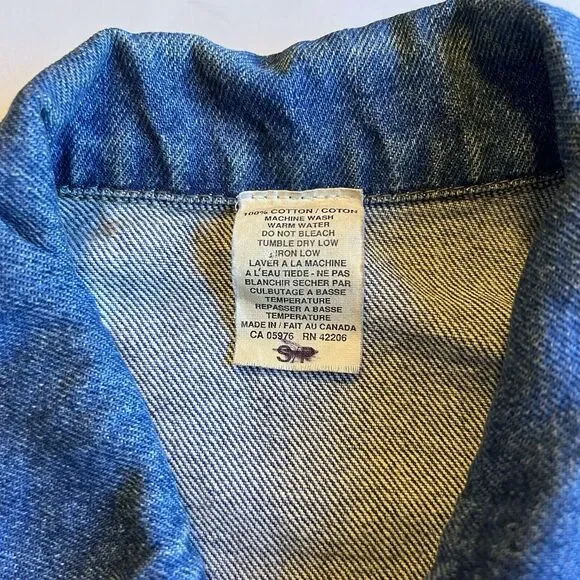 100% COTTON / COTON
MACHINE WASH
WARM WATER
DO NOT BLEACH
TUMBLE DRY LOW
IRON LOW
LAVER A LA MACHINE
A L'EAU TIEDE - NE PAS
BLANCHIR SECHER PAR
CULBUTAGE A BASSE
TEMPERATURE
REPASSER A BASSE
TEMPERATURE
MADE IN / FAIT AU CANADA
CA 05976 RN 42206
S/P